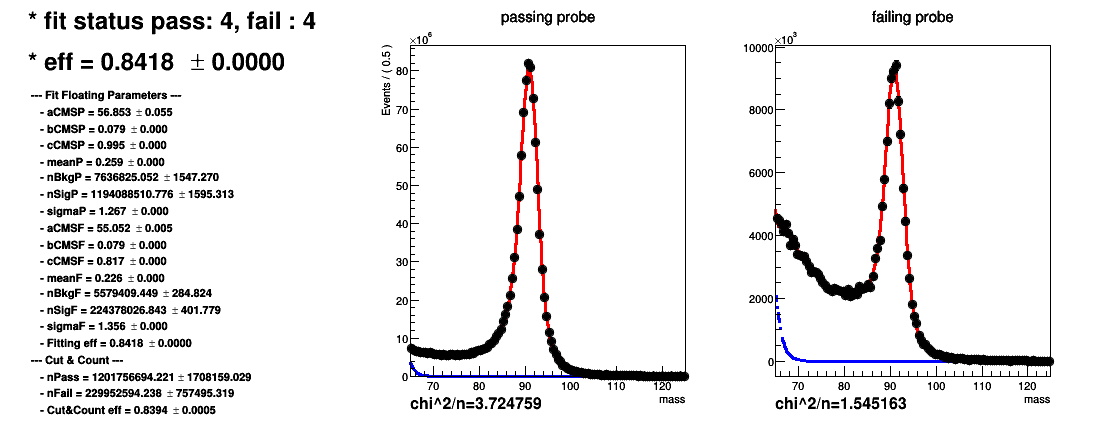 * fit status pass: 4, fail : 4
* eff = 0.8418 ± 0.0000
--- Fit Floating Parameters ---
- aCMSP = 56.853 ± 0.055
- bCMSP = 0.079 ± 0.000
- cCMSP = 0.995 ± 0.000
- meanP = 0.259 ± 0.000
- nBkgP = 7636825.052 ± 1547.270
- nSigP = 1194088510.776 ± 1595.313
- sigmaP = 1.267 ± 0.000
- aCMSF = 55.052 ± 0.005
- bCMSF = 0.079 ± 0.000
- cCMSF = 0.817 ± 0.000
- meanF = 0.226 ± 0.000
- nBkgF = 5579409.449 ± 284.824
- nSigF = 224378026.843 ± 401.779
- sigmaF = 1.356 ± 0.000
- Fitting eff = 0.8418 ± 0.0000
--- Cut & Count ---
- nPass = 1201756694.221 ± 1708159.029
- nFail = 229952594.238 ± 757495.319
- Cut&Count eff = 0.8394 ± 0.0005
passing probe
×10⁶
Events / ( 0.5 )
80
70
60
50
40
30
20
10
0
70 80 90 100 110 120
mass
chi^2/n=3.724759
failing probe
×10³
10000
8000
6000
4000
2000
0
70 80 90 100 110 120
mass
chi^2/n=1.545163